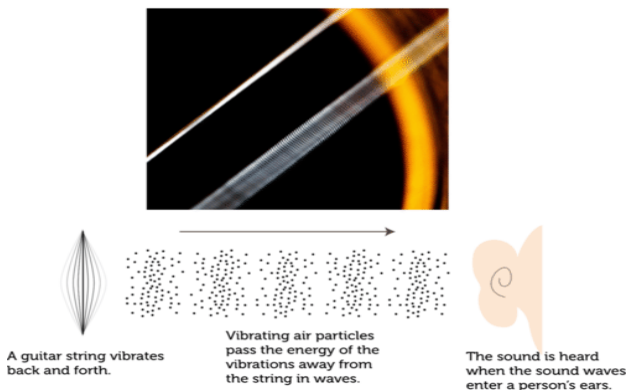 A guitar string vibrates
back and forth.
Vibrating air particles
pass the energy of the
vibrations away from
the string in waves.
The sound is heard
when the sound waves
enter a person's ears.